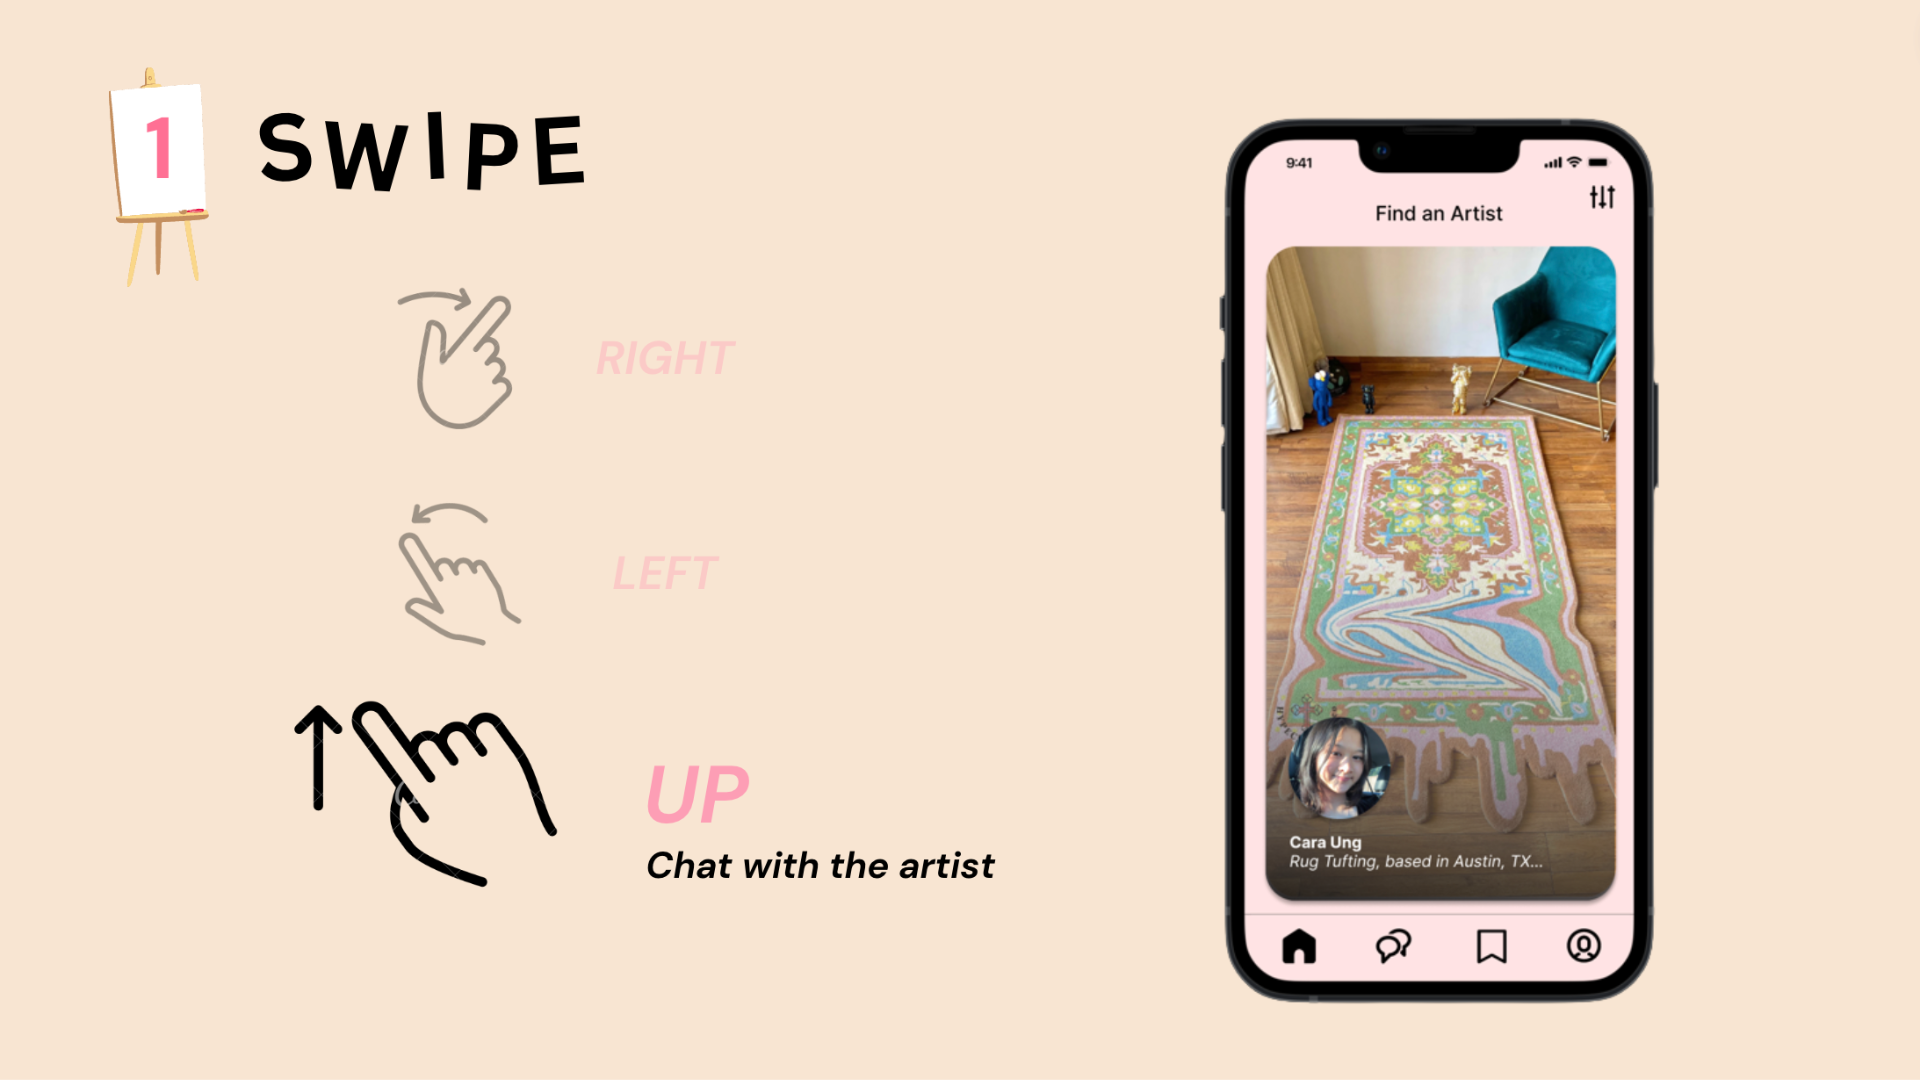 1
SWIPE
RIGHT
LEFT
UP
Chat with the artist
9:41
Find an Artist
Cara Ung
Rug Tufting, based in Austin, TX...